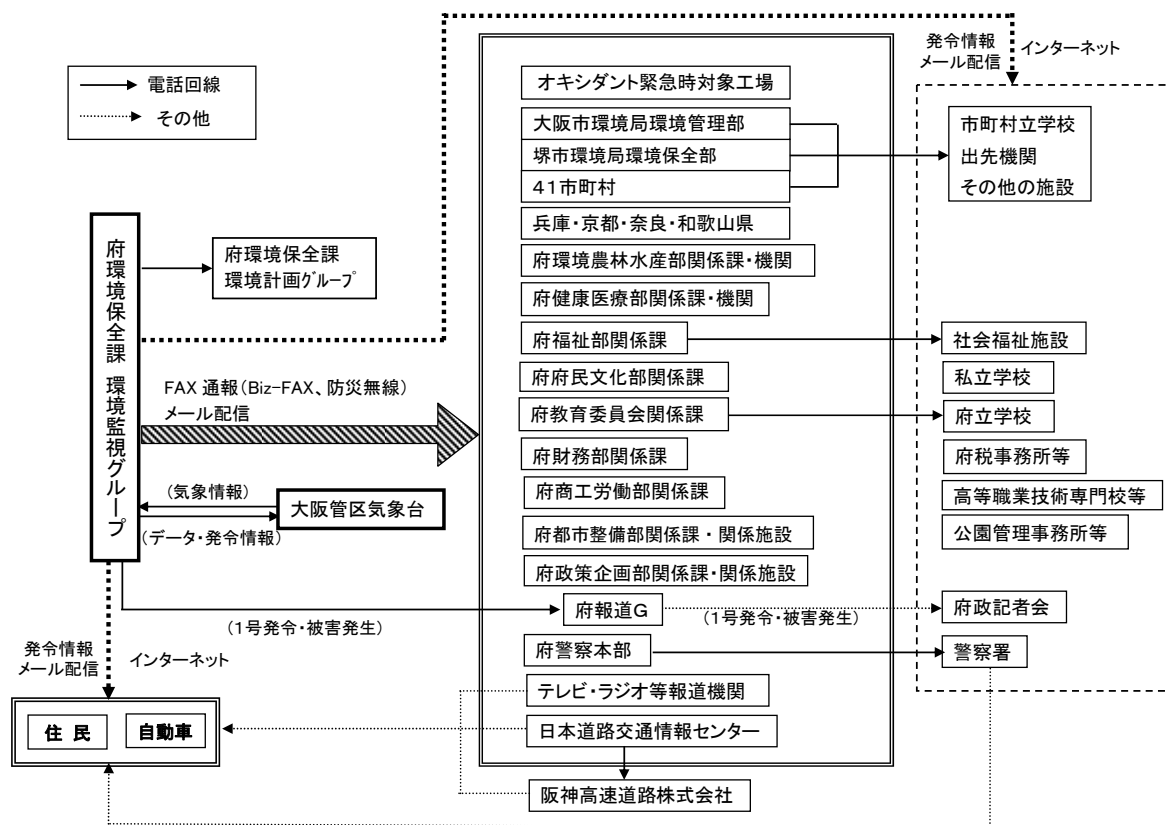 発令情報
メール配信
インターネット
電話回線
その他
オキシダント緊急時対象工場
大阪市環境局環境管理部
堺市環境局環境保全部
41市町村
兵庫・京都・奈良・和歌山県
府環境農林水産部関係課・機関
府健康医療部関係課・機関
府福祉部関係課
府府民文化部関係課
府教育委員会関係課
府財務部関係課
府商工労働部関係課
府都市整備部関係課・関係施設
府政策企画部関係課・関係施設
府報道G
府警察本部
テレビ・ラジオ等報道機関
日本道路交通情報センター
阪神高速道路株式会社
市町村立学校
出先機関
その他の施設
社会福祉施設
私立学校
府立学校
府税事務所等
高等職業技術専門校等
公園管理事務所等
府政記者会
警察署
(1号発令・被害発生)
府環境保全課 環境監視グループ
府環境保全課
環境計画グループ
FAX 通報(Biz-FAX、防災無線)
メール配信
(気象情報)
大阪管区気象台
(データ・発令情報)
(1号発令・被害発生)
発令情報
メール配信
インターネット
住 民
自動車